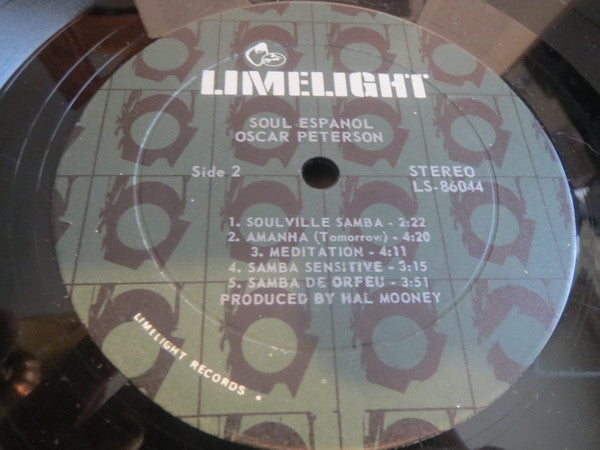 LIMELIGHT
SOUL ESPANOL
OSCAR PETERSON
Side 2
STEREO
LS-86044
1. SOULVILLE SAMBA - 2:22
2. AMANHA (Tomorrow) - 4:20
3. MEDITATION - 4:11
4. SAMBA SENSITIVE - 3:15
5. SAMBA DE ORFEU - 3:51
PRODUCED BY HAL MOONEY
LIMELIGHT RECORDS •